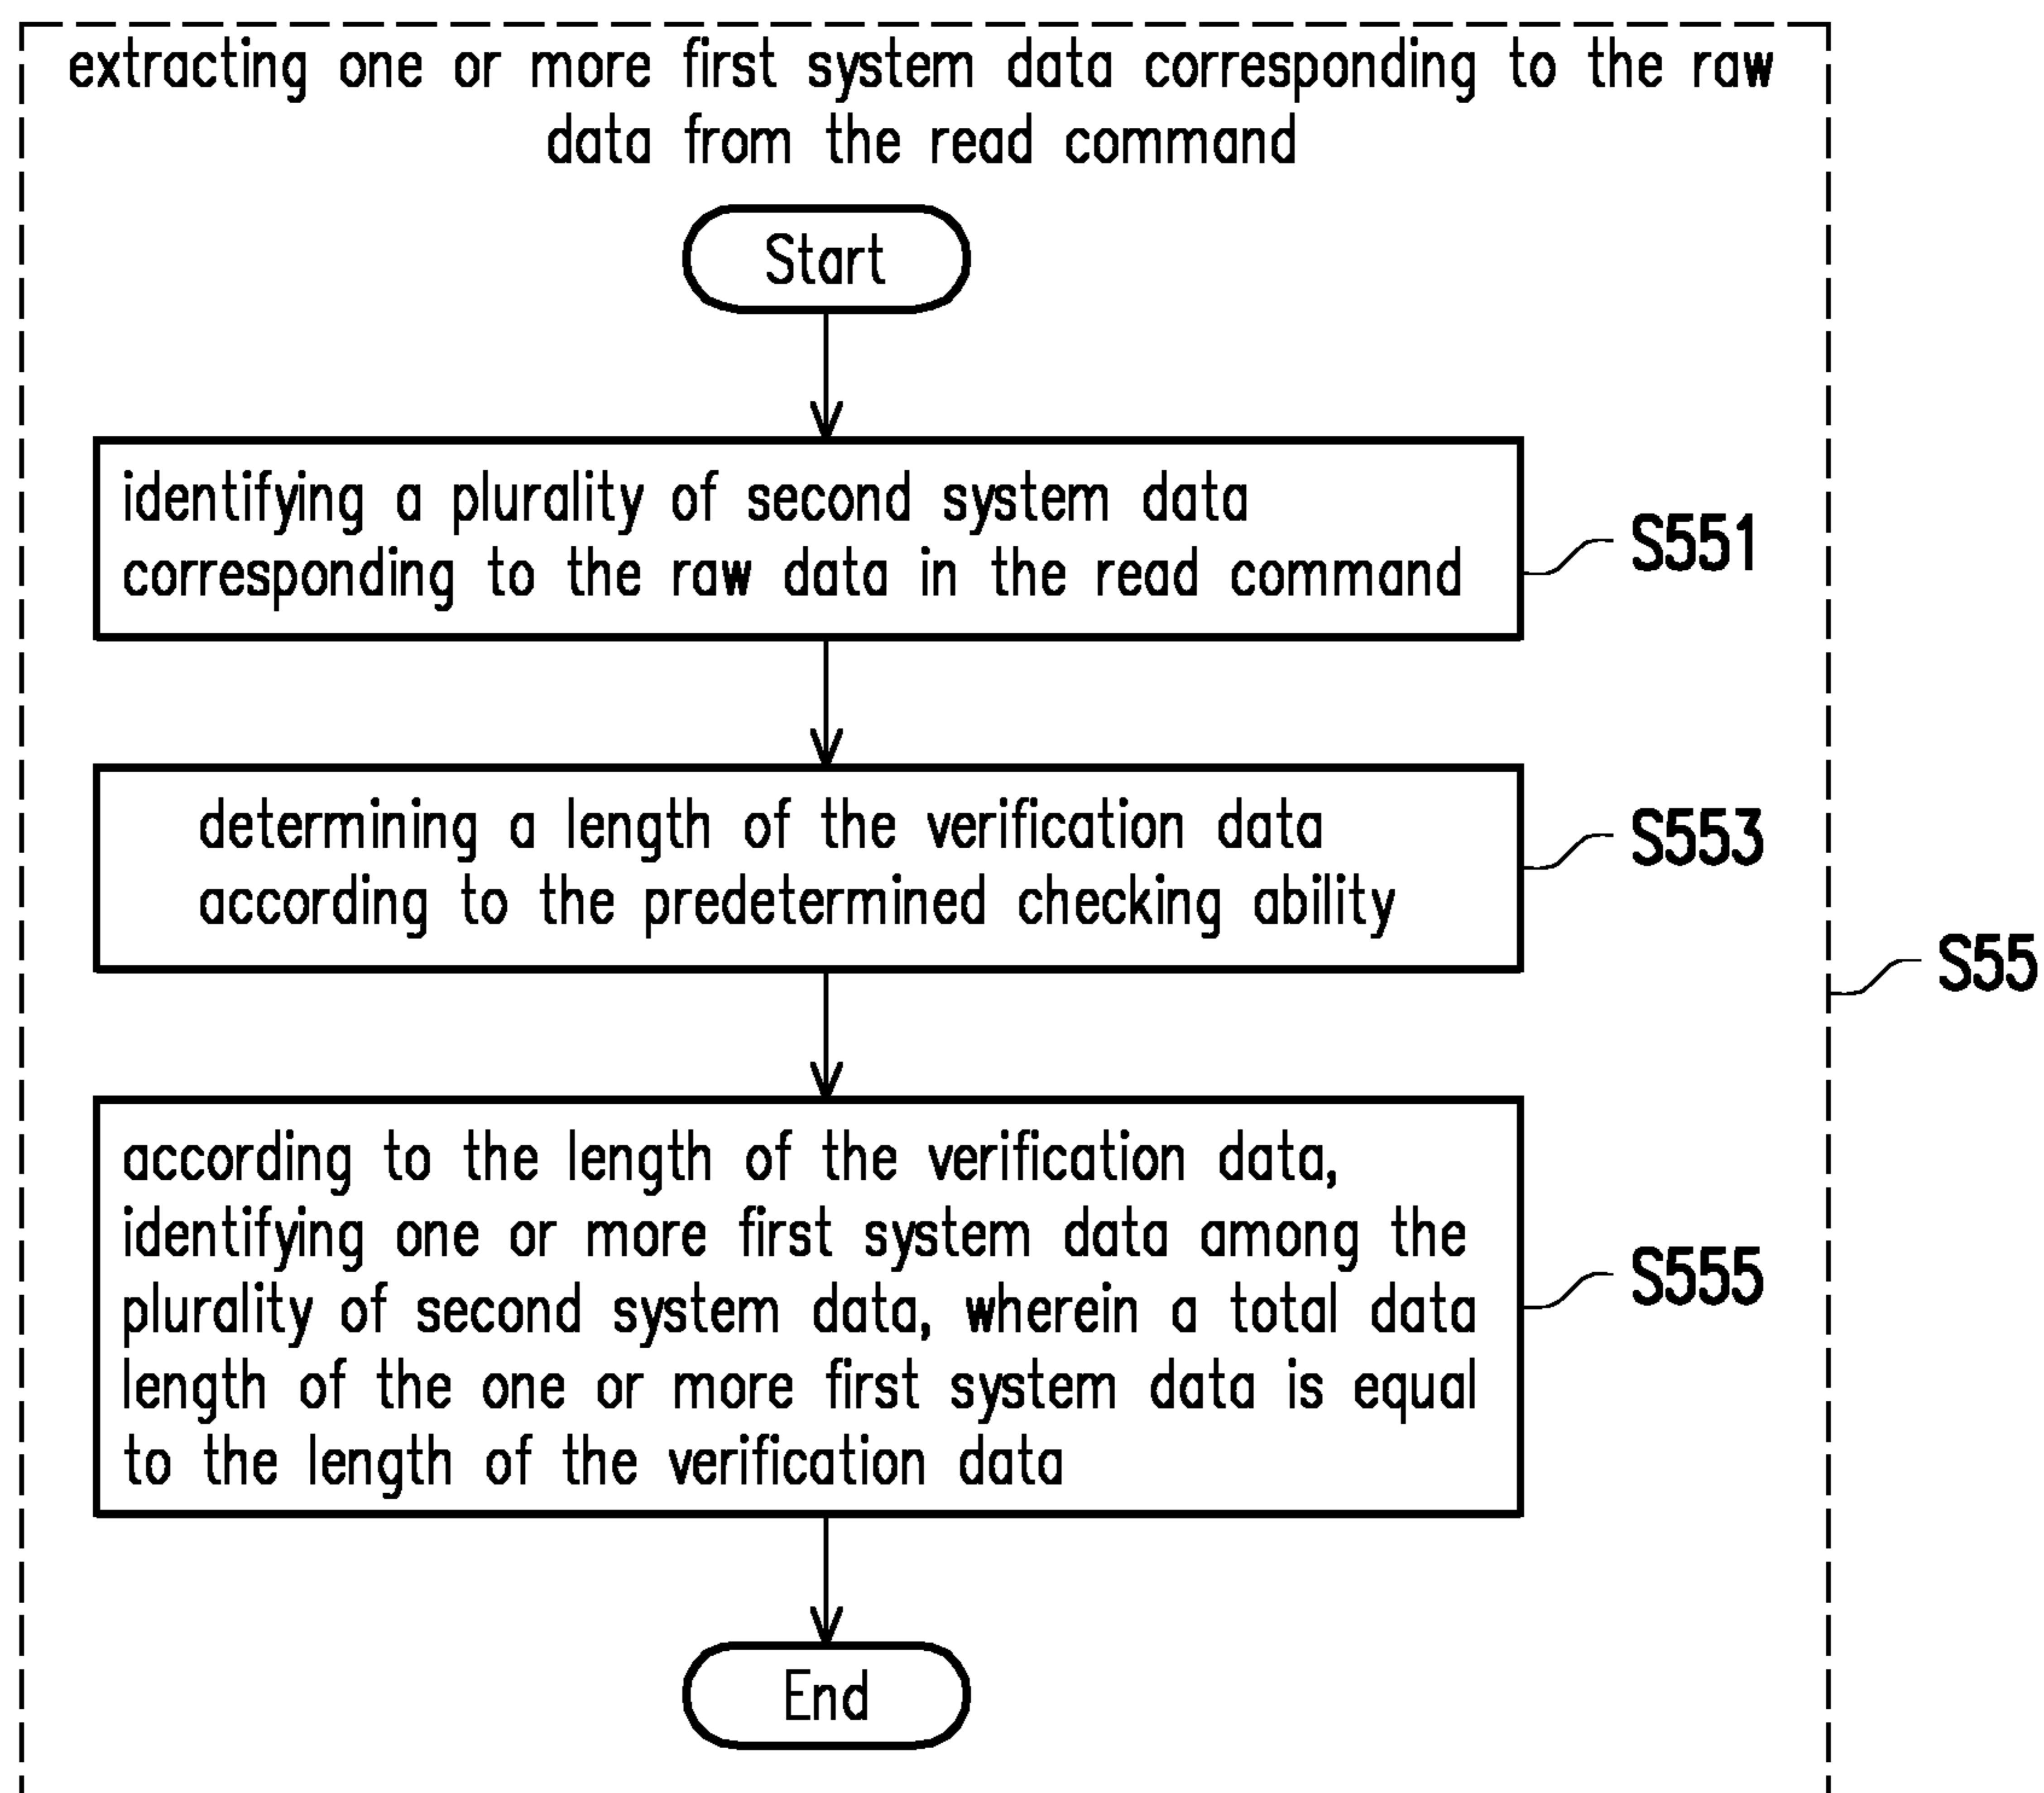 extracting one or more first system data corresponding to the raw
data from the read command
Start
identifying a plurality of second system data
corresponding to the raw data in the read command
S551
determining a length of the verification data
according to the predetermined checking ability
S553
S55
according to the length of the verification data,
identifying one or more first system data among the
plurality of second system data, wherein a total data
length of the one or more first system data is equal
to the length of the verification data
S555
End